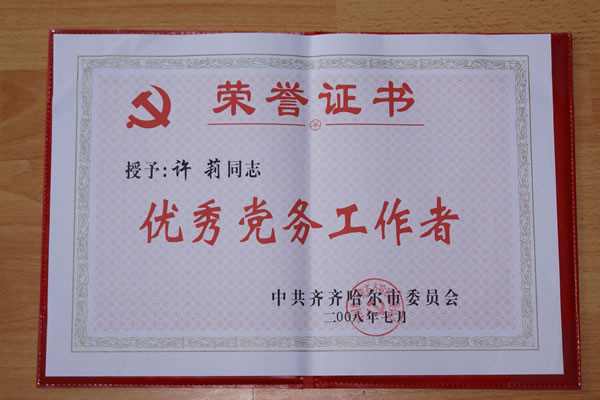 荣誉证书
授予:许 莉同志
优秀党务工作者
中共齐齐哈尔市委员会
二00八年七月